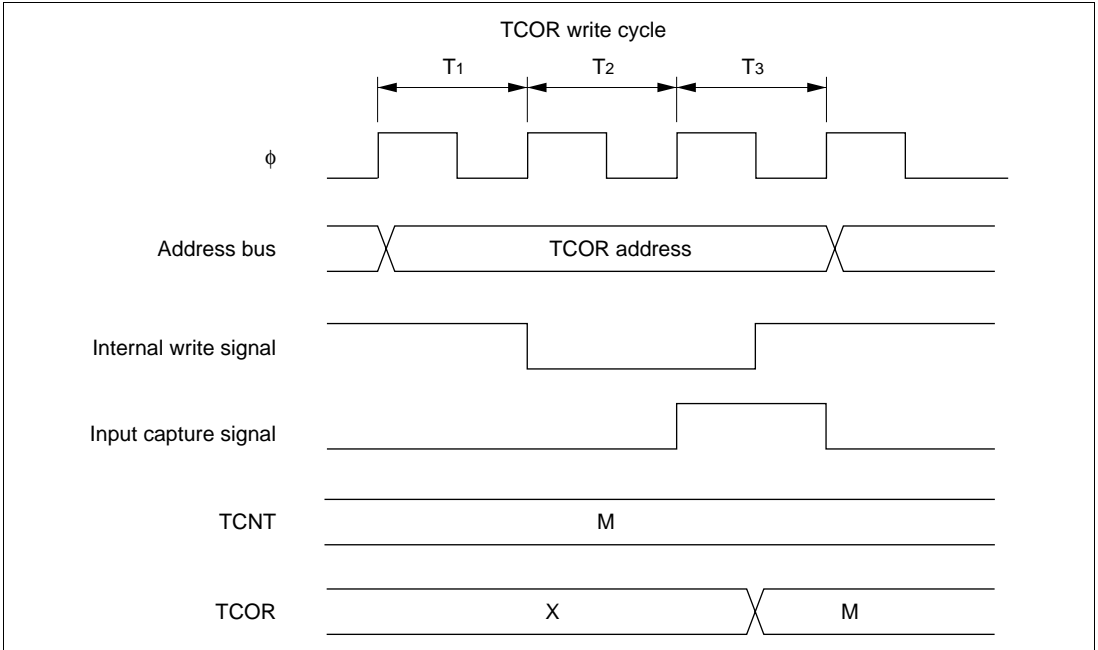 TCOR write cycle
T1 T2 T3
φ
Address bus TCOR address
Internal write signal
Input capture signal
TCNT M
TCOR X M